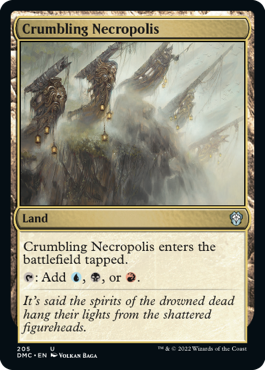 Crumbling Necropolis
Land
Crumbling Necropolis enters the
battlefield tapped.
: Add , , or .
It's said the spirits of the drowned dead
hang their lights from the shattered
figureheads.
205 U
DMC • EN Volkan Baga
™ & © 2022 Wizards of the Coast